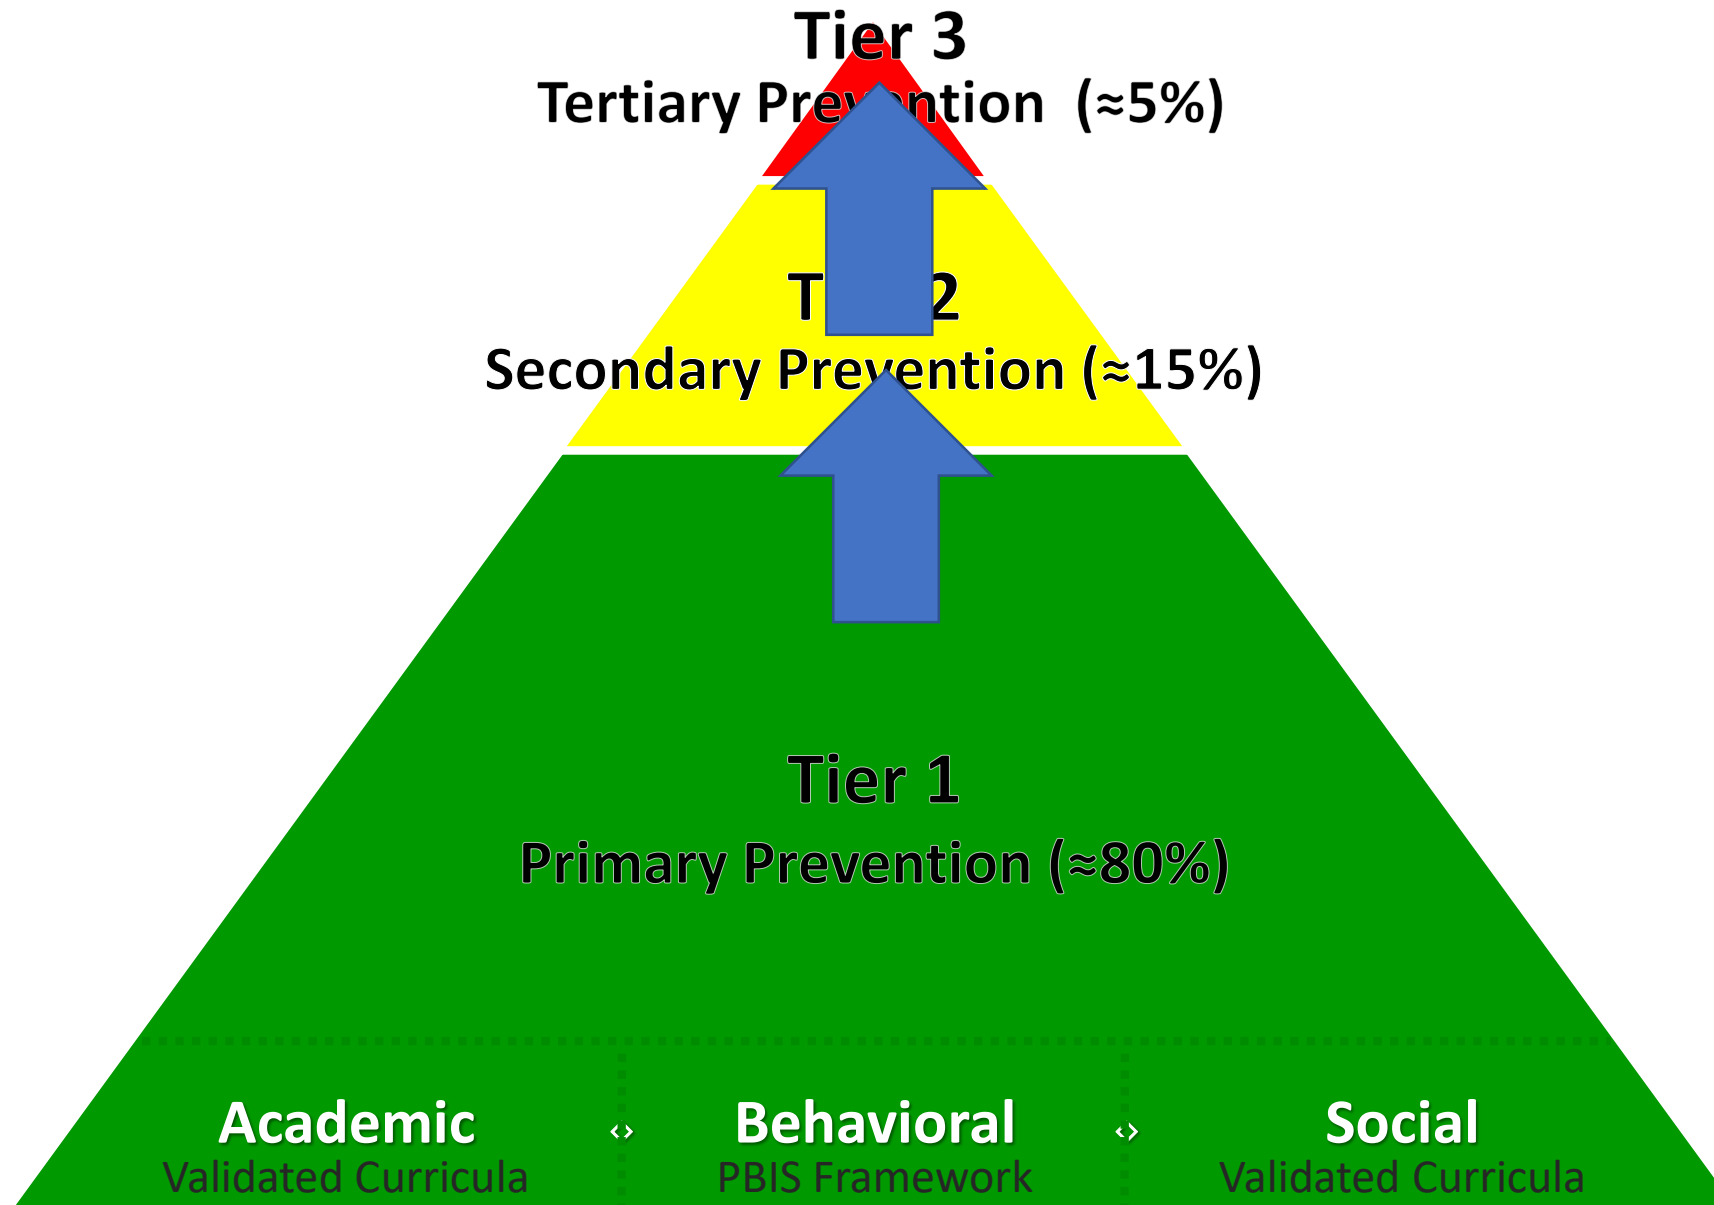 Tier 3
Tertiary Prevention (≈5%)
T 2
Secondary Prevention (≈15%)
Tier 1
Primary Prevention (≈80%)
Academic <> Behavioral <> Social
Validated Curricula PBIS Framework Validated Curricula